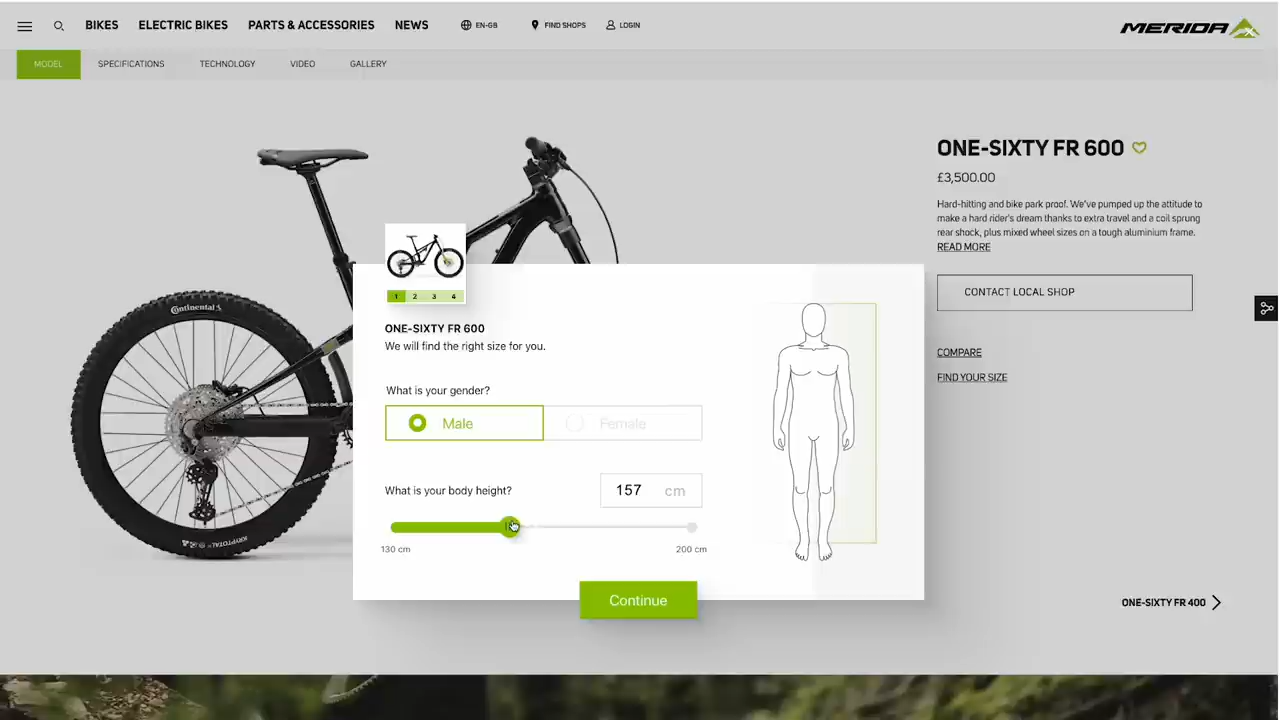 BIKES ELECTRIC BIKES PARTS & ACCESSORIES NEWS EN-GB FIND SHOPS LOGIN MERIDA
MODEL SPECIFICATIONS TECHNOLOGY VIDEO GALLERY
ONE-SIXTY FR 600
£3,500.00
Hard-hitting and bike park proof. We've pumped up the attitude to
make a hard rider's dream thanks to extra travel and a coil sprung
rear shock, plus mixed wheel sizes on a tough aluminium frame.
READ MORE
CONTACT LOCAL SHOP
COMPARE
FIND YOUR SIZE
Continental
KRYPTOTAL
1 2 3 4
ONE-SIXTY FR 600
We will find the right size for you.
What is your gender?
Male Female
What is your body height? 157 cm
130 cm 200 cm
Continue
ONE-SIXTY FR 400